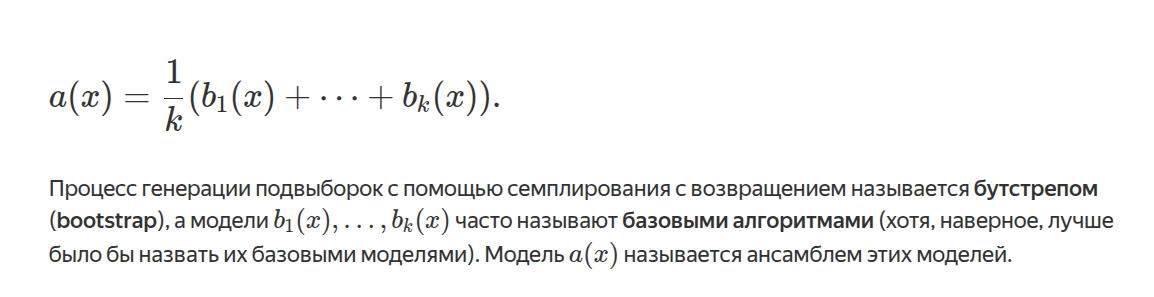 a(x) = \frac{1}{k}(b_1(x) + \cdots + b_k(x)).
Процесс генерации подвыборок с помощью семплирования с возвращением называется бутстрепом
(bootstrap), а модели b_1(x), \ldots, b_k(x) часто называют базовыми алгоритмами (хотя, наверное, лучше
было бы назвать их базовыми моделями). Модель a(x) называется ансамблем этих моделей.